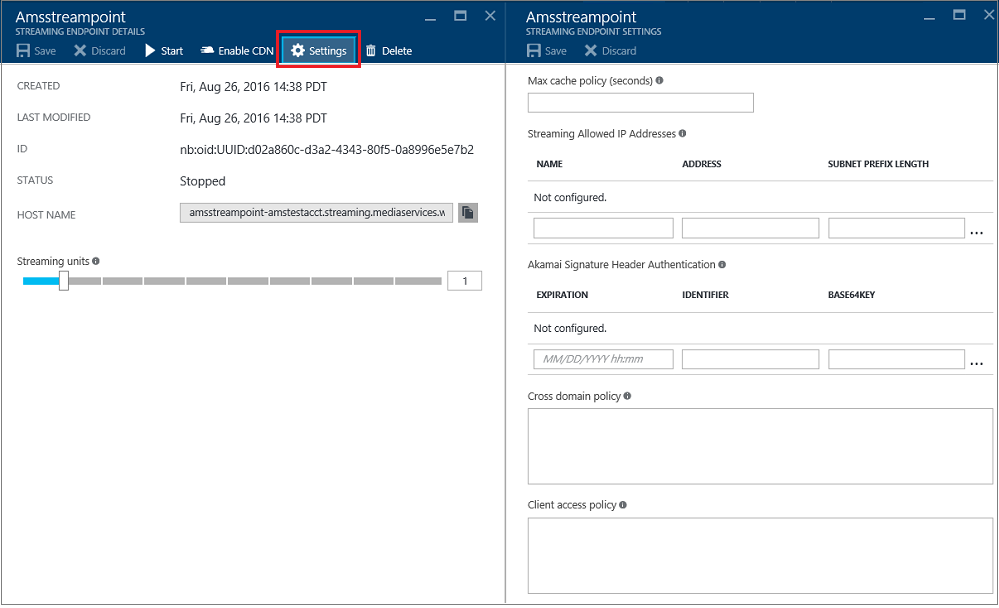 Amsstreampoint
STREAMING ENDPOINT DETAILS
Save Discard Start Enable CDN Settings Delete
CREATED Fri, Aug 26, 2016 14:38 PDT
LAST MODIFIED Fri, Aug 26, 2016 14:38 PDT
ID nb:oid:UUID:d02a860c-d3a2-4343-80f5-0a8996e5e7b2
STATUS Stopped
HOST NAME amsstreampoint-amstestacct.streaming.mediaservices.w
Streaming units
1
Amsstreampoint
STREAMING ENDPOINT SETTINGS
Save Discard
Max cache policy (seconds)
Streaming Allowed IP Addresses
NAME ADDRESS SUBNET PREFIX LENGTH
Not configured.
...
Akamai Signature Header Authentication
EXPIRATION IDENTIFIER BASE64KEY
Not configured.
MM/DD/YYYY hh:mm ...
Cross domain policy
Client access policy